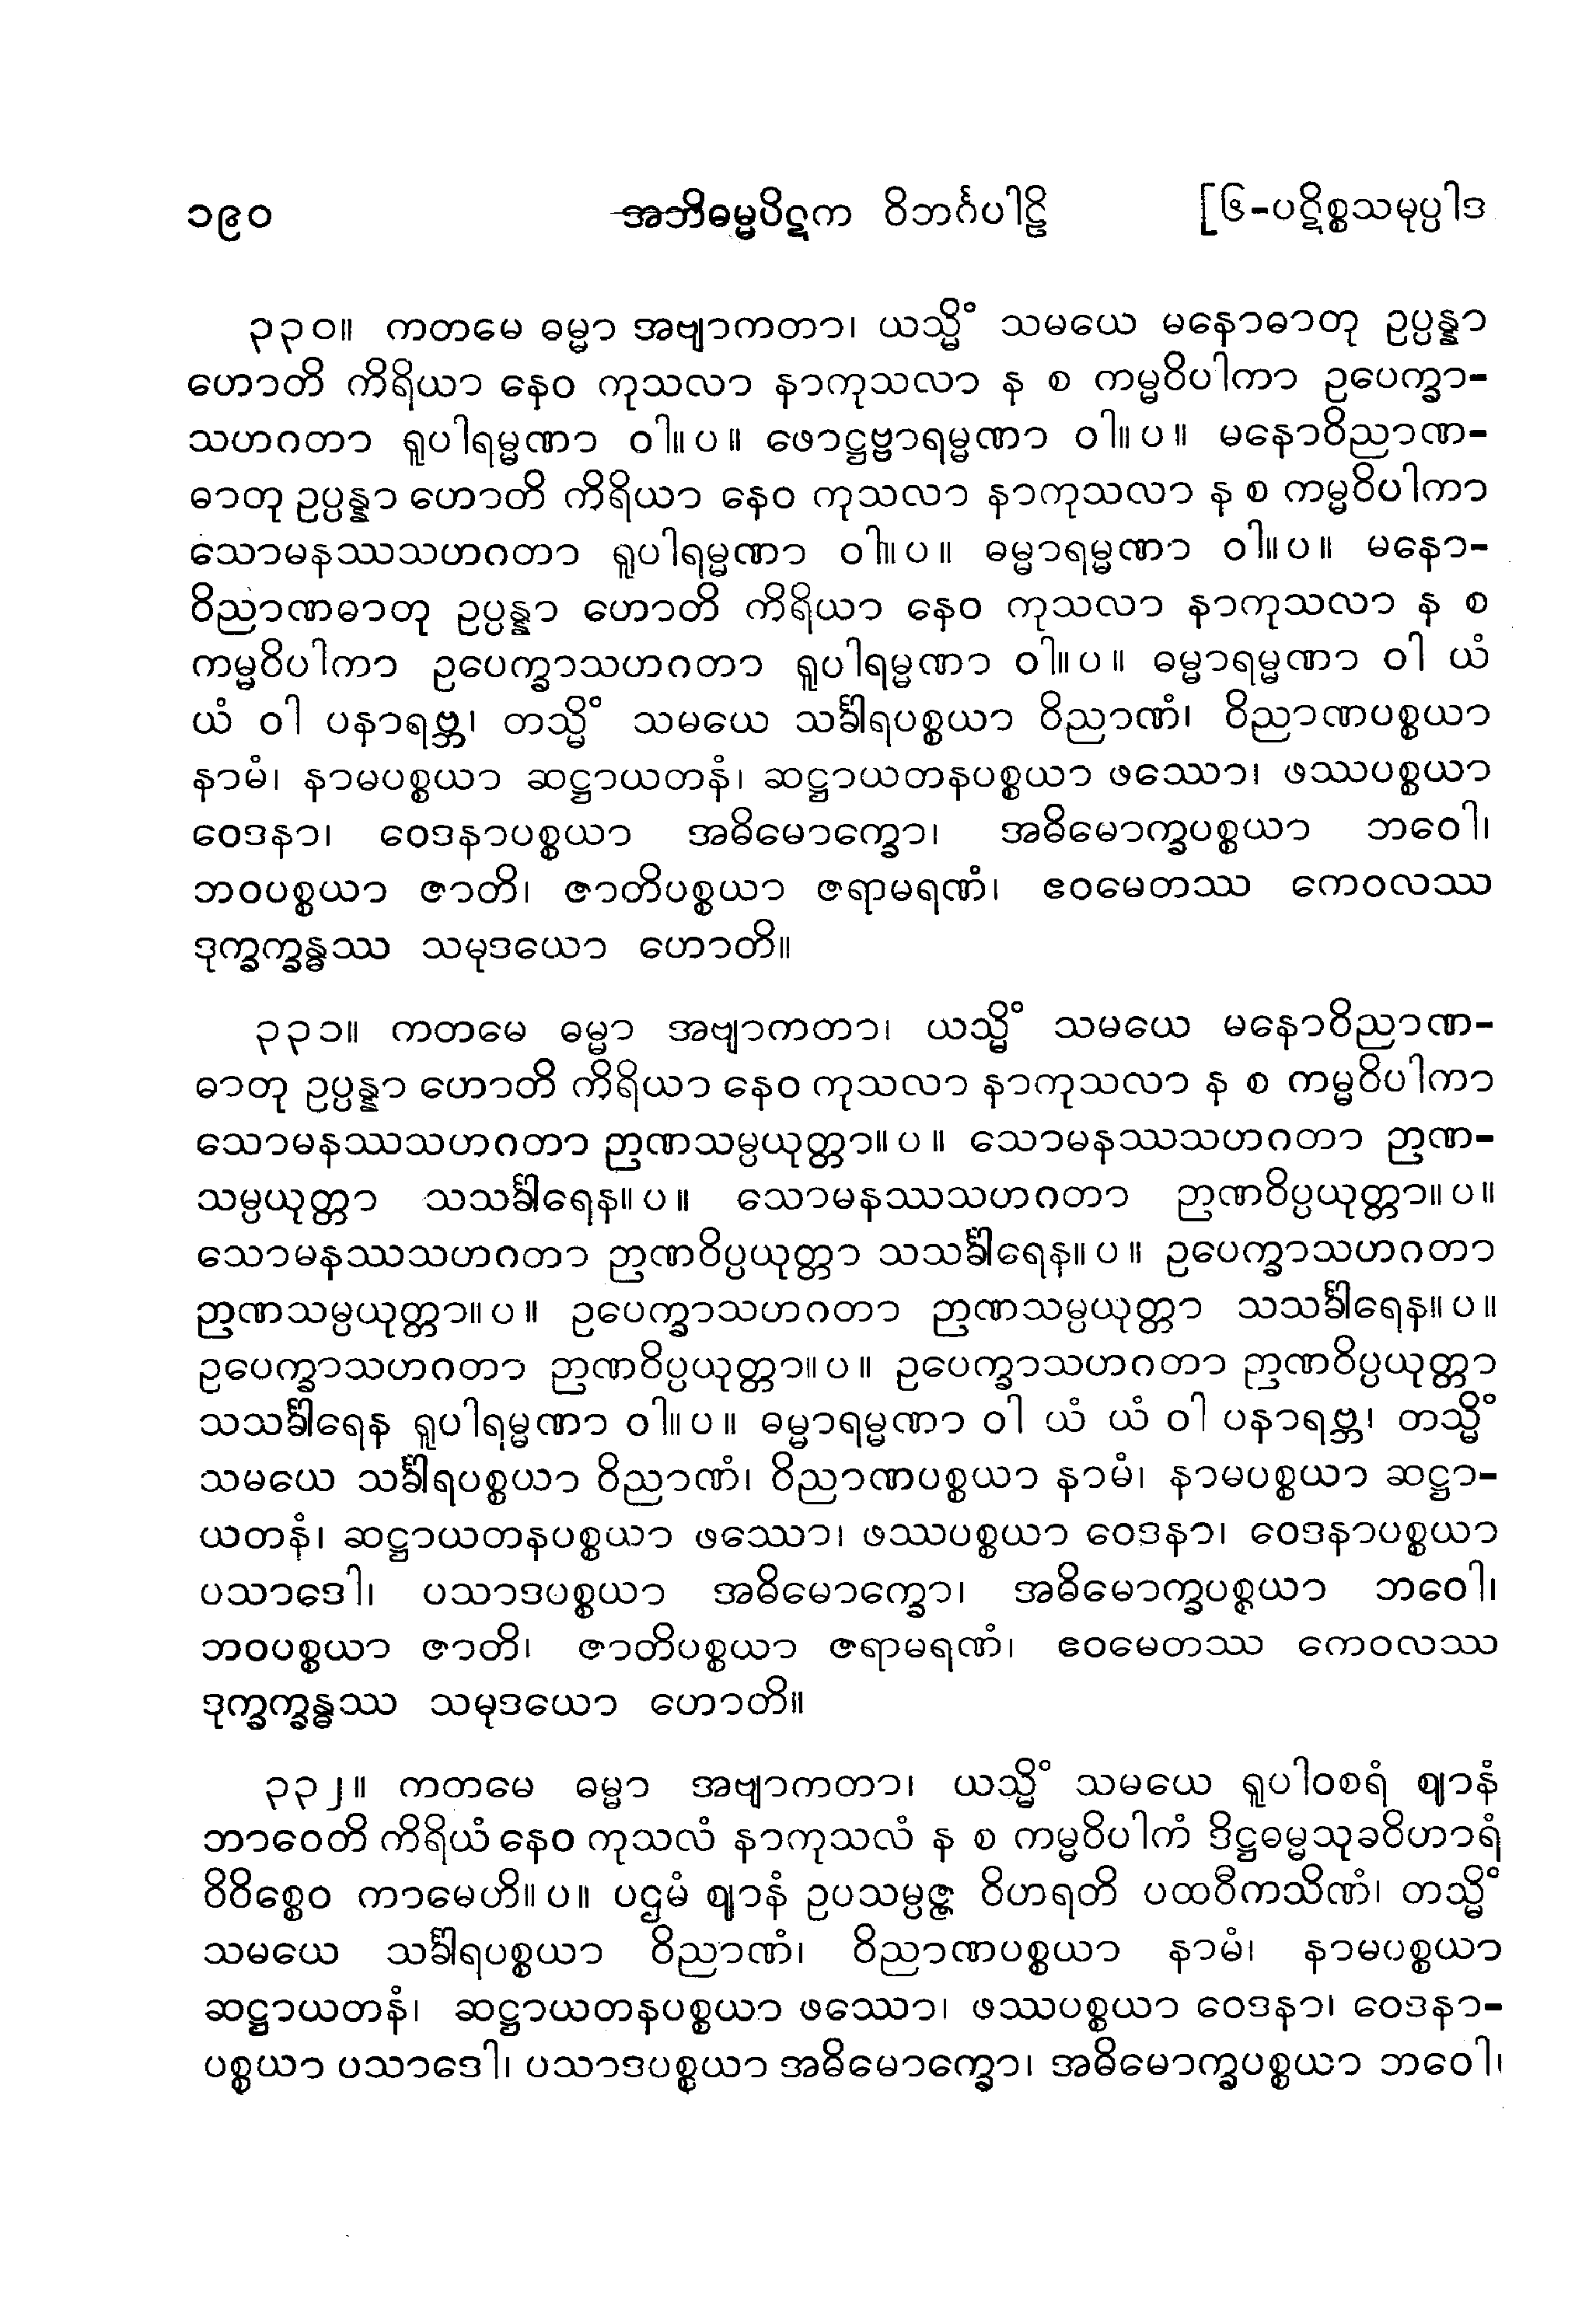 ၁၉၀ အဘိဓမ္မပိဋက ဝိဘင်္ဂပါဠိ [၆-ပဋိစ္စသမုပ္ပါဒ
၃၃၀။ ကတမေ ဓမ္မာ အဗျာကတာ၊ ယသ္မိံ သမယေ မနောဓာတု ဥပ္ပန္နာ
ဟောတိ ကိရိယာ နေဝ ကုသလာ နာကုသလာ န စ ကမ္မဝိပါကာ ဥပေက္ခာ-
သဟဂတာ ရူပါရမ္မဏာ ဝါ။ပ။ ဖောဋ္ဌဗ္ဗာရမ္မဏာ ဝါ။ပ။ မနောဝိညာဏ-
ဓာတု ဥပ္ပန္နာ ဟောတိ ကိရိယာ နေဝ ကုသလာ နာကုသလာ န စ ကမ္မဝိပါကာ
သောမနဿသဟဂတာ ရူပါရမ္မဏာ ဝါ။ပ။ ဓမ္မာရမ္မဏာ ဝါ။ပ။ မနော-
ဝိညာဏဓာတု ဥပ္ပန္နာ ဟောတိ ကိရိယာ နေဝ ကုသလာ နာကုသလာ န စ
ကမ္မဝိပါကာ ဥပေက္ခာသဟဂတာ ရူပါရမ္မဏာ ဝါ။ပ။ ဓမ္မာရမ္မဏာ ဝါ ယံ
ယံ ဝါ ပနာရဗ္ဘ၊ တသ္မိံ သမယေ သင်္ခါရပစ္စယာ ဝိညာဏံ၊ ဝိညာဏပစ္စယာ
နာမံ၊ နာမပစ္စယာ ဆဋ္ဌာယတနံ၊ ဆဋ္ဌာယတနပစ္စယာ ဖဿော၊ ဖဿပစ္စယာ
ဝေဒနာ၊ ဝေဒနာပစ္စယာ အဓိမောက္ခော၊ အဓိမောက္ခပစ္စယာ ဘဝေါ၊
ဘဝပစ္စယာ ဇာတိ၊ ဇာတိပစ္စယာ ဇရာမရဏံ၊ ဧဝမေတဿ ကေဝလဿ
ဒုက္ခက္ခန္ဓဿ သမုဒယော ဟောတိ။
၃၃၁။ ကတမေ ဓမ္မာ အဗျာကတာ၊ ယသ္မိံ သမယေ မနောဝိညာဏ-
ဓာတု ဥပ္ပန္နာ ဟောတိ ကိရိယာ နေဝ ကုသလာ နာကုသလာ န စ ကမ္မဝိပါကာ
သောမနဿသဟဂတာ ဉာဏသမ္ပယုတ္တာ။ပ။ သောမနဿသဟဂတာ ဉာဏ-
သမ္ပယုတ္တာ သသင်္ခါရေန။ပ။ သောမနဿသဟဂတာ ဉာဏဝိပ္ပယုတ္တာ။ပ။
သောမနဿသဟဂတာ ဉာဏဝိပ္ပယုတ္တာ သသင်္ခါရေန။ပ။ ဥပေက္ခာသဟဂတာ
ဉာဏသမ္ပယုတ္တာ။ပ။ ဥပေက္ခာသဟဂတာ ဉာဏသမ္ပယုတ္တာ သသင်္ခါရေန။ပ။
ဥပေက္ခာသဟဂတာ ဉာဏဝိပ္ပယုတ္တာ။ပ။ ဥပေက္ခာသဟဂတာ ဉာဏဝိပ္ပယုတ္တာ
သသင်္ခါရေန ရူပါရမ္မဏာ ဝါ။ပ။ ဓမ္မာရမ္မဏာ ဝါ ယံ ယံ ဝါ ပနာရဗ္ဘ၊ တသ္မိံ
သမယေ သင်္ခါရပစ္စယာ ဝိညာဏံ၊ ဝိညာဏပစ္စယာ နာမံ၊ နာမပစ္စယာ ဆဋ္ဌာ-
ယတနံ၊ ဆဋ္ဌာယတနပစ္စယာ ဖဿော၊ ဖဿပစ္စယာ ဝေဒနာ၊ ဝေဒနာပစ္စယာ
ပသာဒေါ၊ ပသာဒပစ္စယာ အဓိမောက္ခော၊ အဓိမောက္ခပစ္စယာ ဘဝေါ၊
ဘဝပစ္စယာ ဇာတိ၊ ဇာတိပစ္စယာ ဇရာမရဏံ၊ ဧဝမေတဿ ကေဝလဿ
ဒုက္ခက္ခန္ဓဿ သမုဒယော ဟောတိ။
၃၃၂။ ကတမေ ဓမ္မာ အဗျာကတာ၊ ယသ္မိံ သမယေ ရူပါဝစရံ ဈာနံ
ဘာဝေတိ ကိရိယံ နေဝ ကုသလံ နာကုသလံ န စ ကမ္မဝိပါကံ ဒိဋ္ဌဓမ္မသုခဝိဟာရံ
ဝိဝိစ္စေဝ ကာမေဟိ။ပ။ ပဌမံ ဈာနံ ဥပသမ္ပဇ္ဇ ဝိဟရတိ ပထဝီကသိဏံ၊ တသ္မိံ
သမယေ သင်္ခါရပစ္စယာ ဝိညာဏံ၊ ဝိညာဏပစ္စယာ နာမံ၊ နာမပစ္စယာ
ဆဋ္ဌာယတနံ၊ ဆဋ္ဌာယတနပစ္စယာ ဖဿော၊ ဖဿပစ္စယာ ဝေဒနာ၊ ဝေဒနာ-
ပစ္စယာ ပသာဒေါ၊ ပသာဒပစ္စယာ အဓိမောက္ခော၊ အဓိမောက္ခပစ္စယာ ဘဝေါ၊